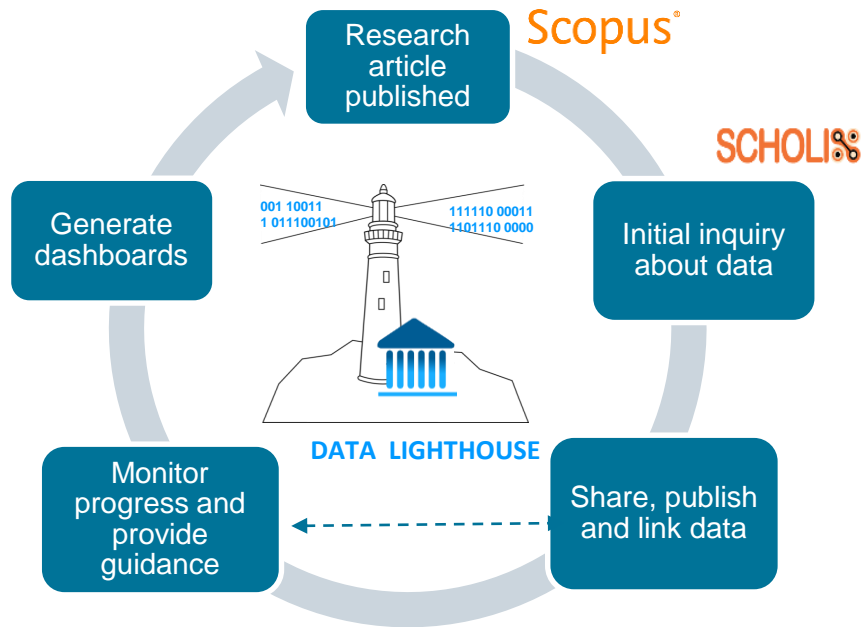 Research
article
published
Scopus®
SCHOLIX
Initial inquiry
about data
Share, publish
and link data
Monitor
progress and
provide
guidance
Generate
dashboards
001 10011
1 011100101
111110 00011
1101110 0000
DATA LIGHTHOUSE